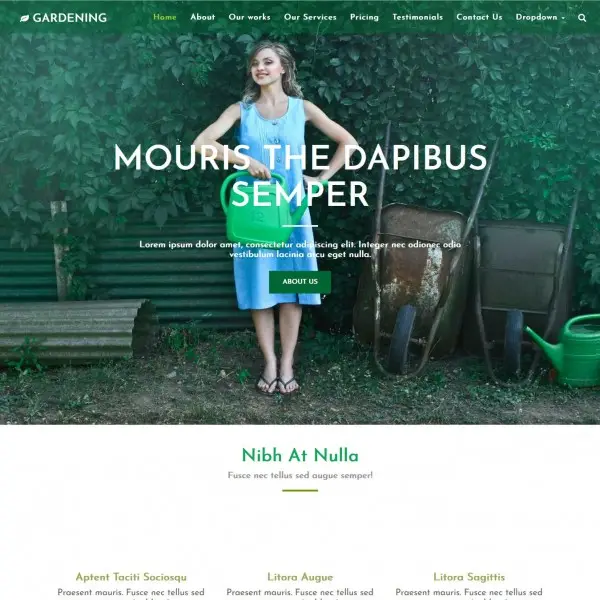 GARDENING
Home About Our works Our Services Pricing Testimonials Contact Us Dropdown
MOURIS THE DAPIBUS
SEMPER
Lorem ipsum dolor amet, consectetur adipiscing elit. Integer nec odionec odio
vestibulum lacinia arcu eget nulla.
ABOUT US
Nibh At Nulla
Fusce nec tellus sed augue semper!
Aptent Taciti Sociosqu
Praesent mauris. Fusce nec tellus sed
Litora Augue
Praesent mauris. Fusce nec tellus sed
Litora Sagittis
Praesent mauris. Fusce nec tellus sed